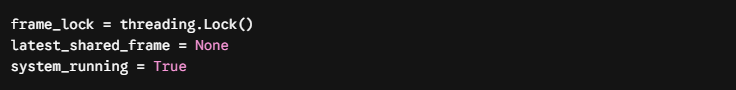 frame_lock = threading.Lock()
latest_shared_frame = None
system_running = True